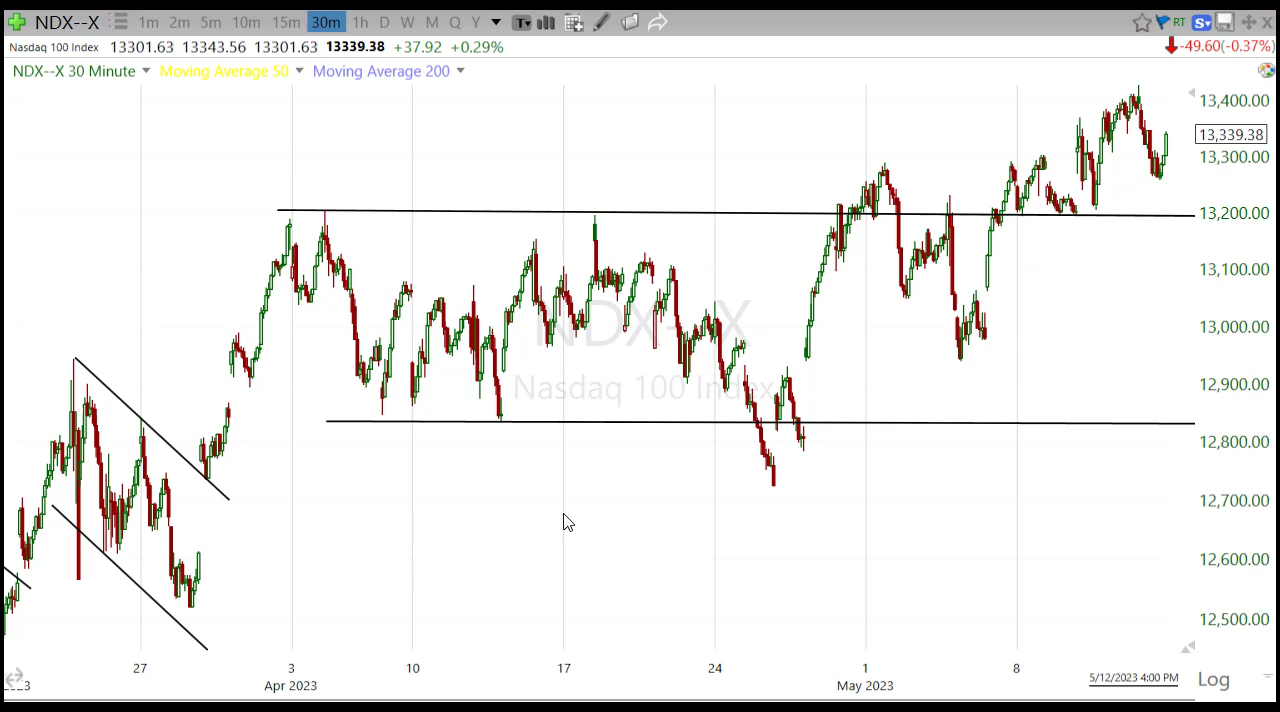 NDX--X 1m 2m 5m 10m 15m 30m 1h D W M Q Y T RT S
Nasdaq 100 Index 13301.63 13343.56 13301.63 13339.38 +37.92 +0.29% -49.60(-0.37%)
NDX--X 30 Minute Moving Average 50 Moving Average 200
13,400.00
13,339.38
13,300.00
13,200.00
13,100.00
NDX--X
13,000.00
Nasdaq 100 Index
12,900.00
12,800.00
12,700.00
12,600.00
12,500.00
27 3 10 17 24 1 8
3 Apr 2023 May 2023 5/12/2023 4:00 PM Log